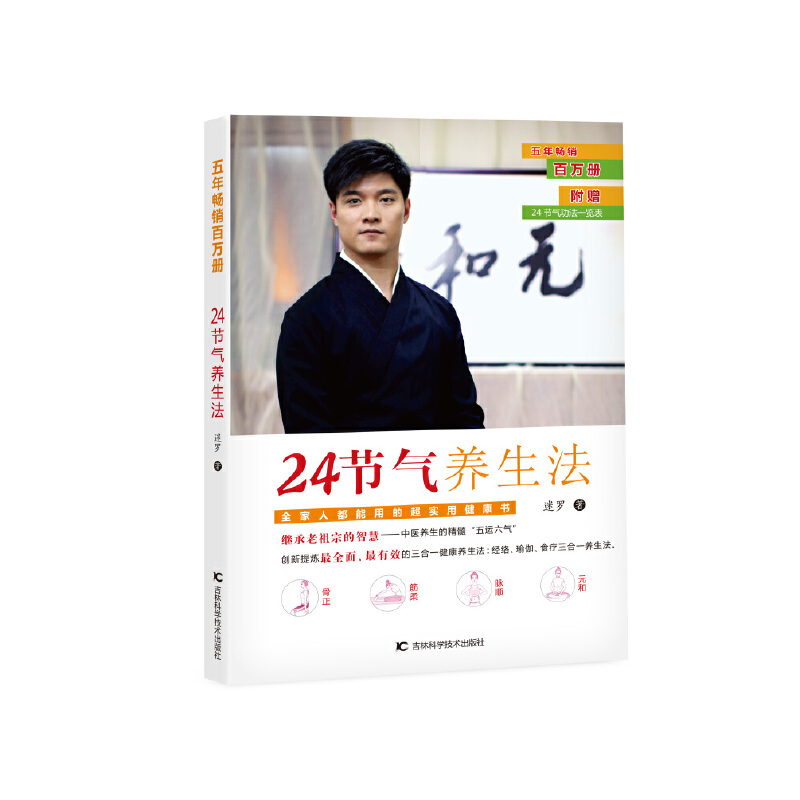 五年畅销百万册
24节气养生法
迷罗 著
吉林科学技术出版社
五年畅销
百万册
附赠
24节气功法一览表
和元
24节气养生法
全家人都能用的超实用健康书
迷罗 著
继承老祖宗的智慧——中医养生的精髓“五运六气”
创新提炼最全面、最有效的三合一健康养生法：经络、瑜伽、食疗三合一养生法。
骨正
筋柔
脉顺
元和
吉林科学技术出版社